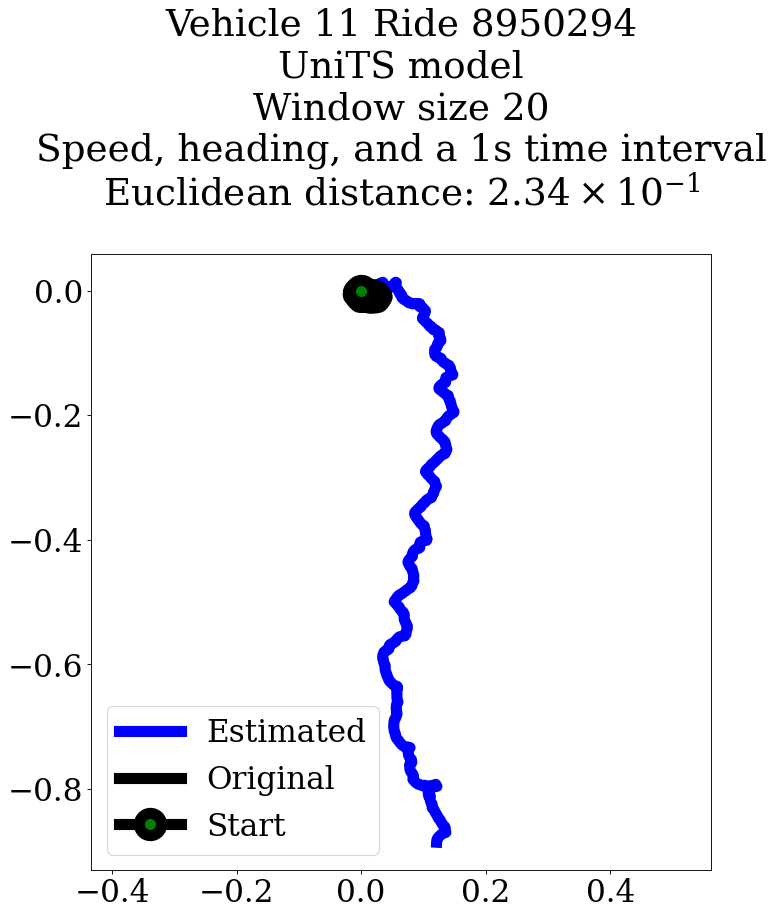 Vehicle 11 Ride 8950294
UniTS model
Window size 20
Speed, heading, and a 1s time interval
Euclidean distance: 2.34 × 10⁻¹
0.0
−0.2
−0.4
−0.6
−0.8
Estimated
Original
Start
−0.4 −0.2 0.0 0.2 0.4